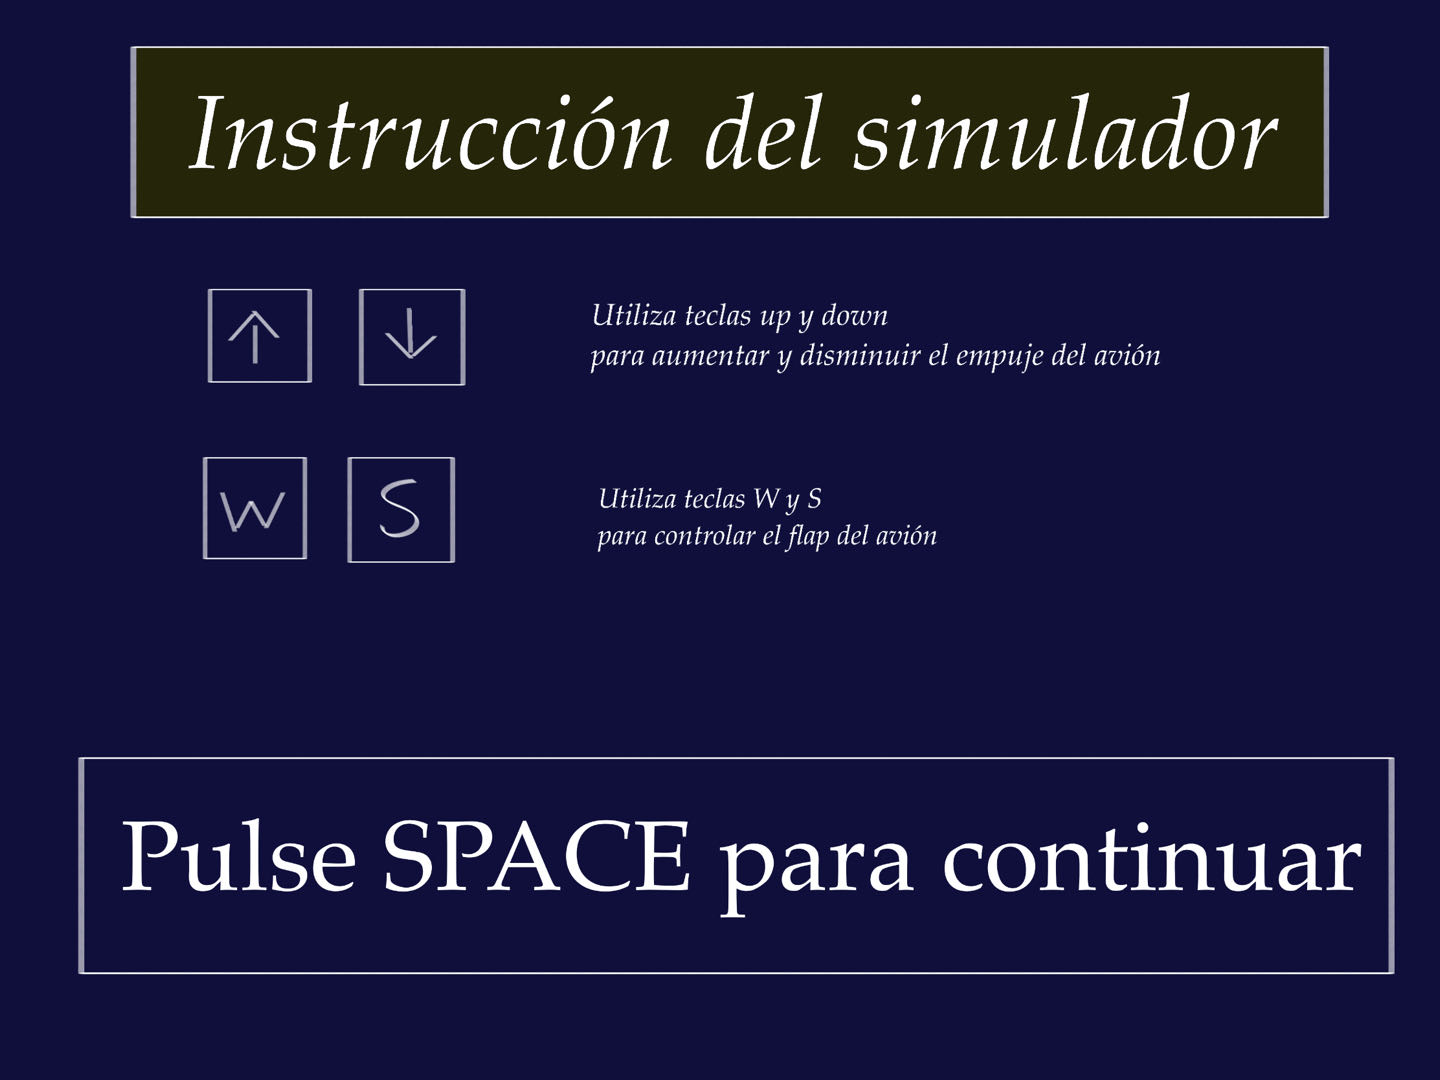 Instrucción del simulador
↑ ↓
Utiliza teclas up y down
para aumentar y disminuir el empuje del avión
W S
Utiliza teclas W y S
para controlar el flap del avión
Pulse SPACE para continuar